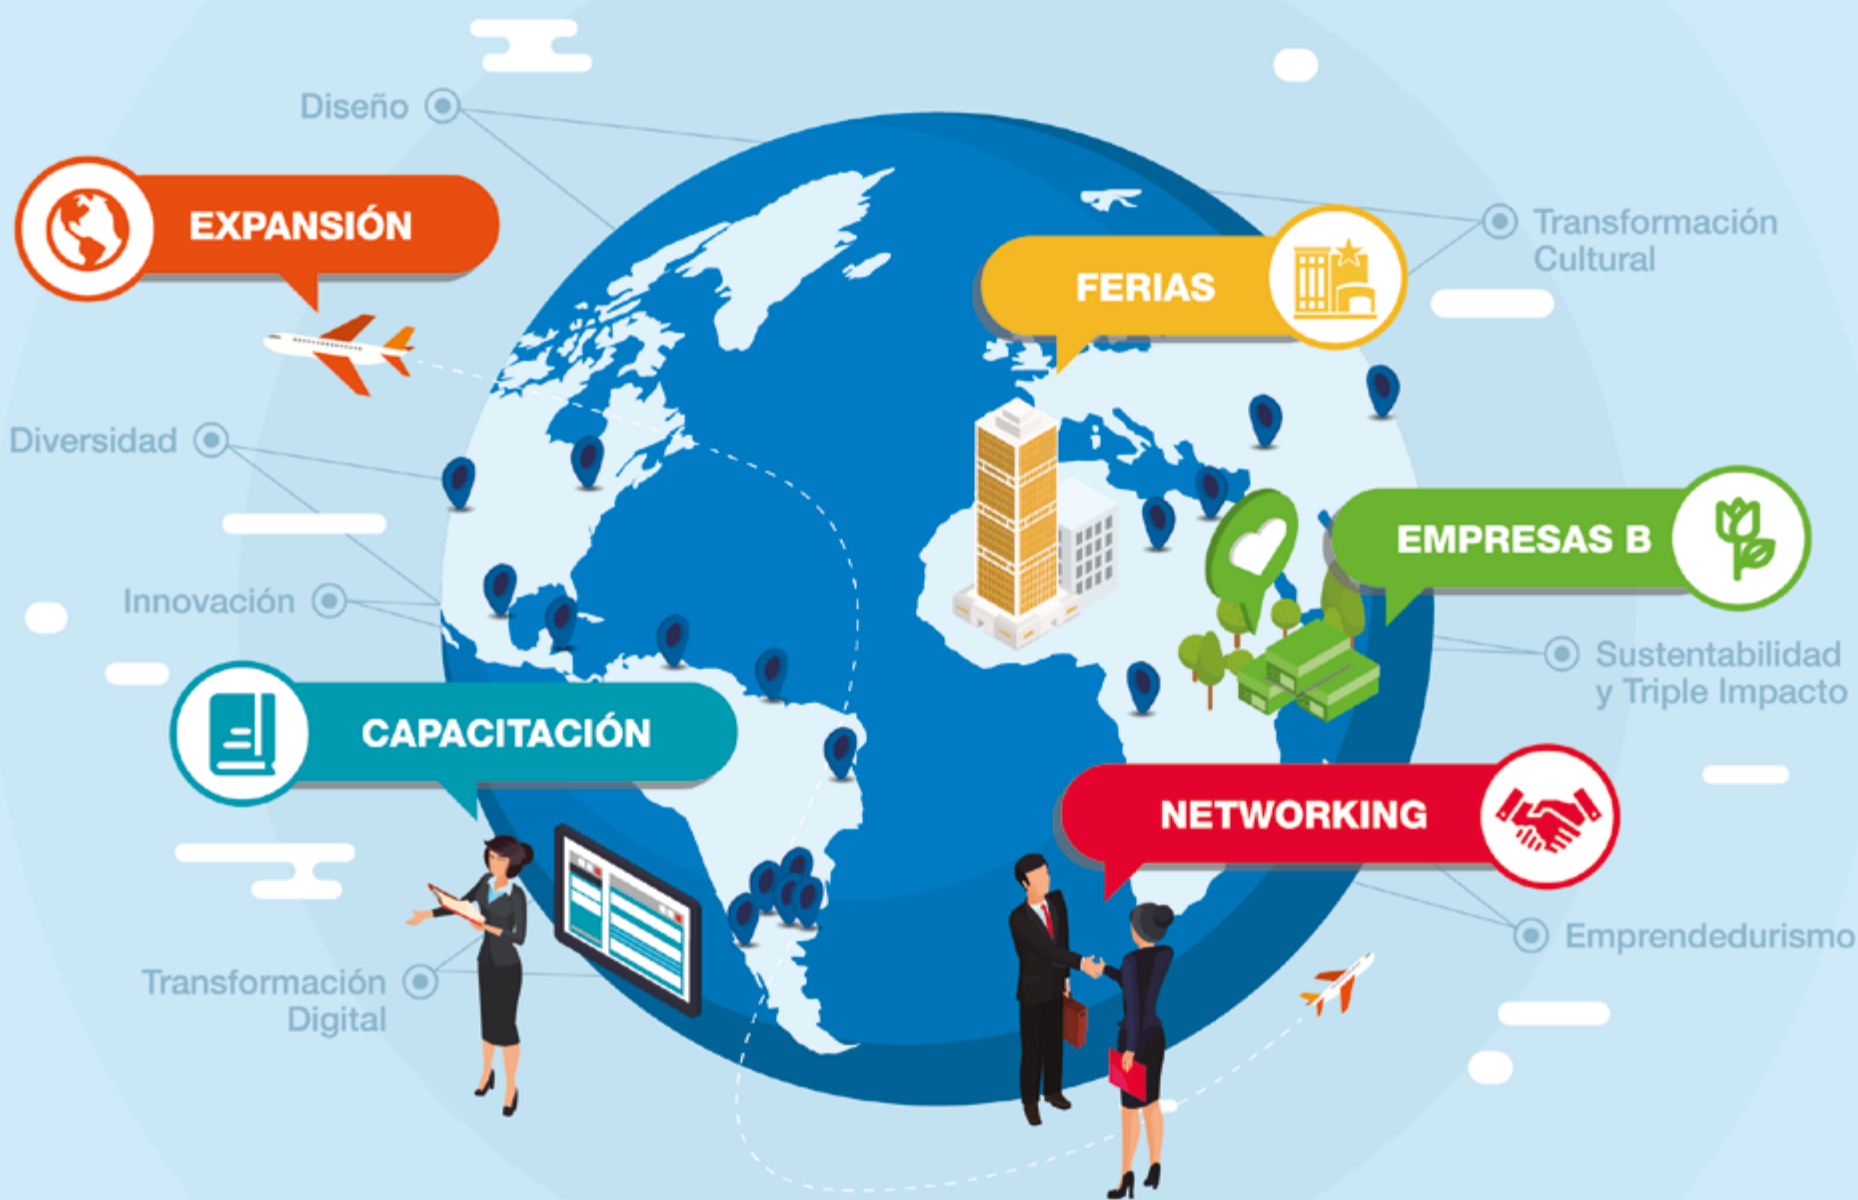 Diseño
EXPANSIÓN
Transformación
Cultural
FERIAS
Diversidad
EMPRESAS B
Innovación
Sustentabilidad
y Triple Impacto
CAPACITACIÓN
NETWORKING
Emprendedurismo
Transformación
Digital